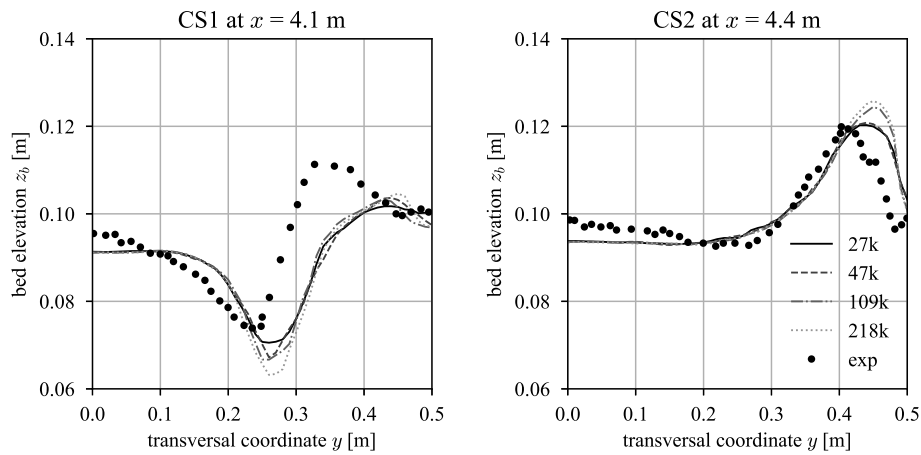 CS1 at x = 4.1 m
0.14
0.12
0.10
0.08
0.06
bed elevation z_b [m]
0.0 0.1 0.2 0.3 0.4 0.5
transversal coordinate y [m]
CS2 at x = 4.4 m
0.14
0.12
0.10
0.08
0.06
bed elevation z_b [m]
27k
47k
109k
218k
exp
0.0 0.1 0.2 0.3 0.4 0.5
transversal coordinate y [m]